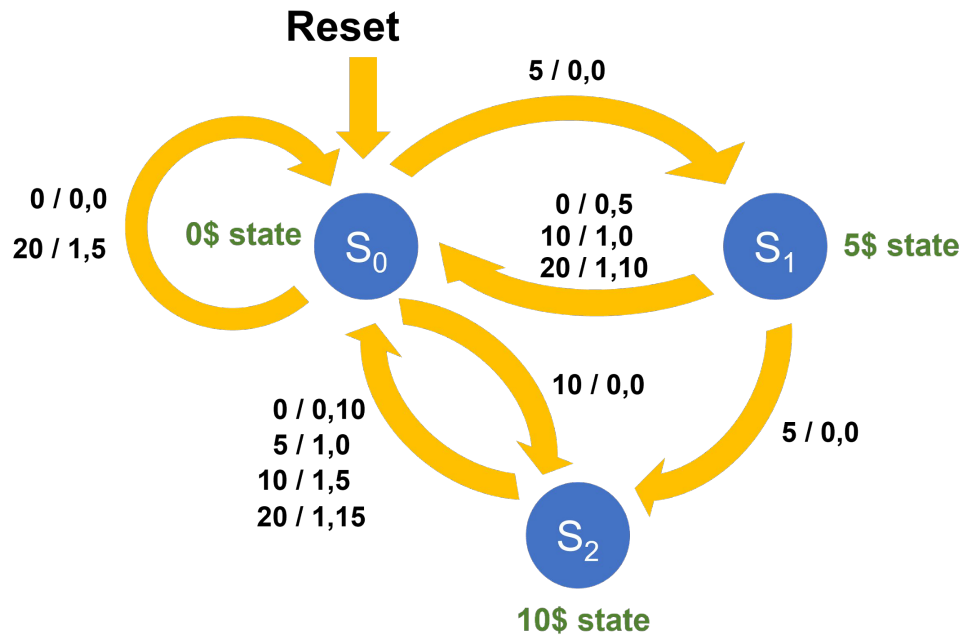 Reset
5 / 0,0
0 / 0,0
20 / 1,5
0$ state
S0
0 / 0,5
10 / 1,0
20 / 1,10
S1
5$ state
10 / 0,0
0 / 0,10
5 / 1,0
10 / 1,5
20 / 1,15
5 / 0,0
S2
10$ state